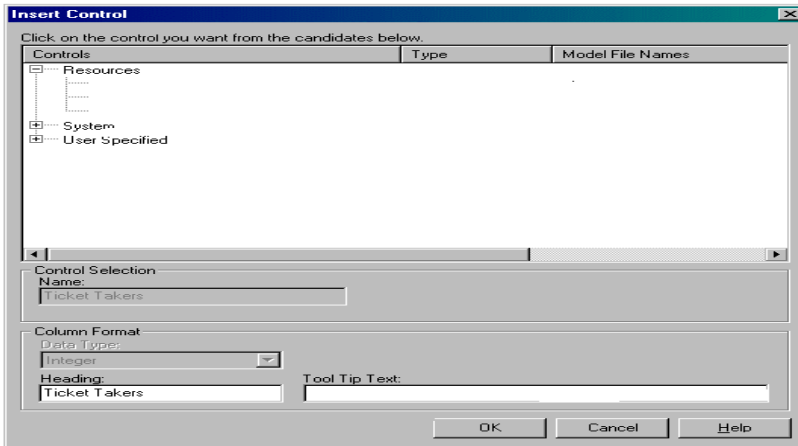 Insert Control
Click on the control you want from the candidates below.
Controls Type Model File Names
Resources
System
User Specified
Control Selection
Name:
Ticket Takers
Column Format
Data Type:
Integer
Heading: Tool Tip Text:
Ticket Takers
OK Cancel Help